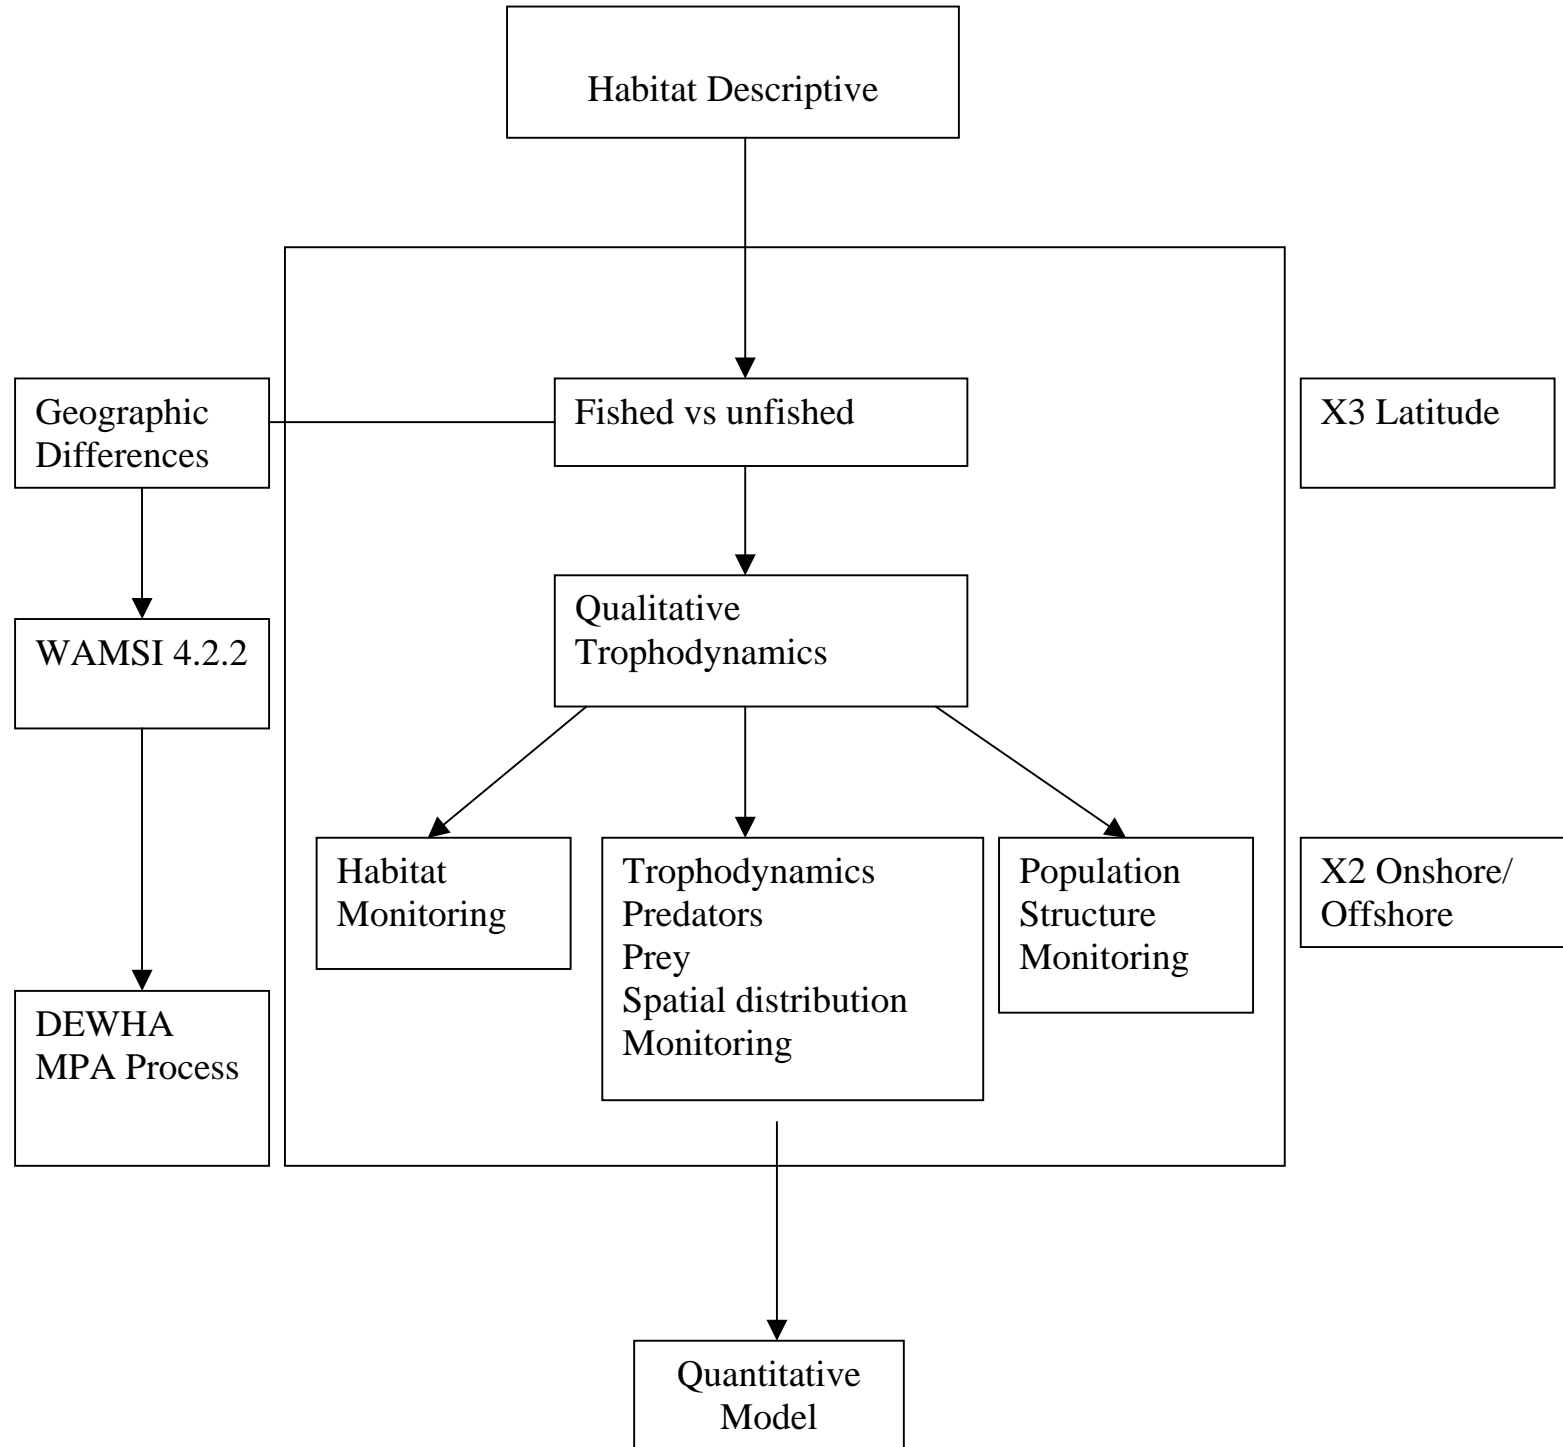 Habitat Descriptive
Geographic
Differences
Fished vs unfished
X3 Latitude
Qualitative
Trophodynamics
WAMSI 4.2.2
Habitat
Monitoring
Trophodynamics
Predators
Prey
Spatial distribution
Monitoring
Population
Structure
Monitoring
X2 Onshore/
Offshore
DEWHA
MPA Process
Quantitative
Model